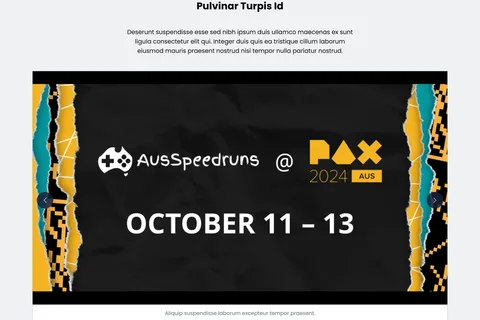 Pulvinar Turpis Id
Deserunt suspendisse esse sed nibh ipsum duis ullamco maecenas ex sunt
ligula consectetur elit qui. Integer duis quis ea tristique cillum laborum
eiusmod mauris praesent nostrud nisi tempor nulla pariatur nostrud.
AusSpeedruns @ PAX
2024 AUS
OCTOBER 11 – 13
Aliquip suspendisse laborum excepteur tempor praesent.